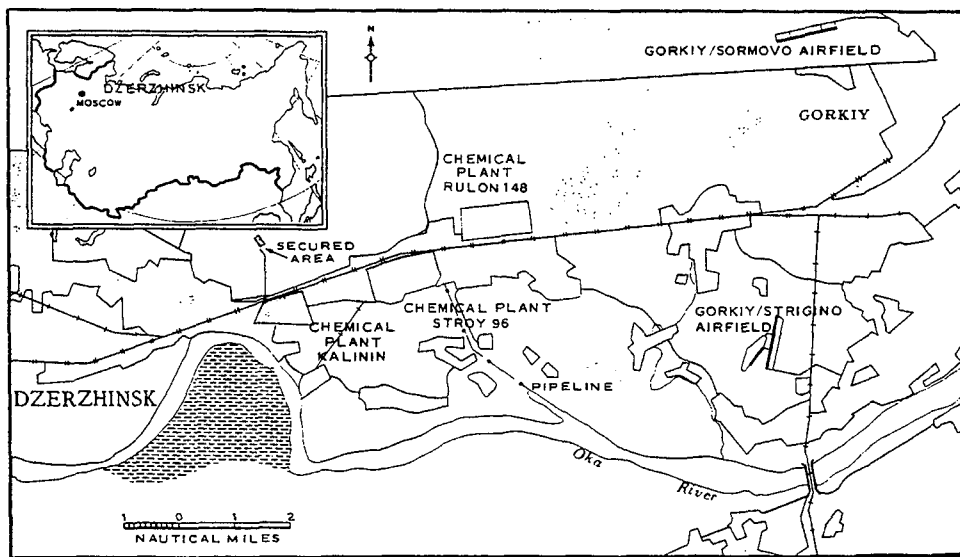 N
GORKIY/SORMOVO AIRFIELD
DZERZHINSK
MOSCOW
GORKIY
CHEMICAL
PLANT
RULON 148
SECURED
AREA
CHEMICAL PLANT
STROY 96
GORKIY/STRIGINO
AIRFIELD
CHEMICAL
PLANT
KALININ
PIPELINE
DZERZHINSK
Oka
River
1 0 1 2
NAUTICAL MILES